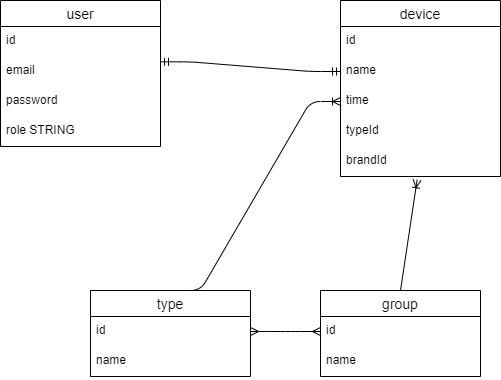 user
id
email
password
role STRING
device
id
name
time
typeId
brandId
type
id
name
group
id
name